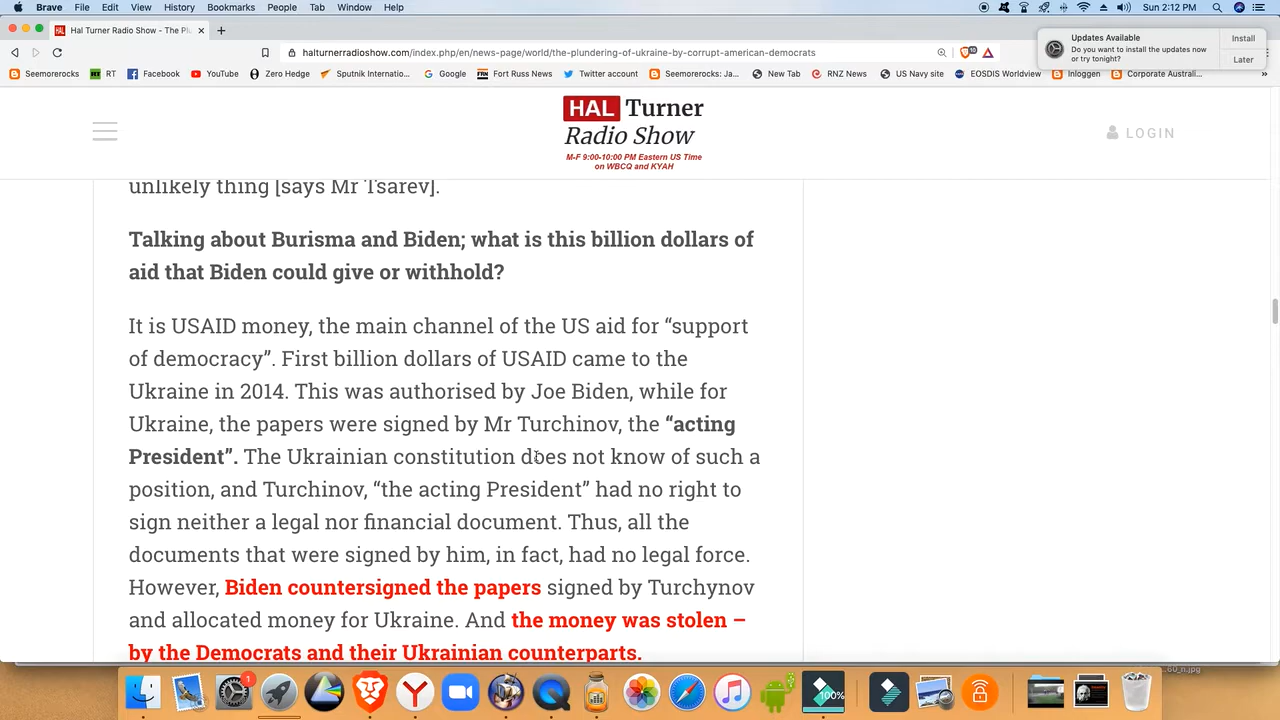 Brave File Edit View History Bookmarks People Tab Window Help Sun 2:12 PM
Hal Turner Radio Show - The Plu
Updates Available
Do you want to install the updates now
or try tonight?
Install
Later
halturnerradioshow.com/index.php/en/news-page/world/the-plundering-of-ukraine-by-corrupt-american-democrats
Seemorerocks RT Facebook YouTube Zero Hedge Sputnik Internatio... Google Fort Russ NEWS Twitter account Seemorerocks: Ja... New Tab RNZ News US Navy site EOSDIS Worldview Inloggen Corporate Australi...
HAL Turner
Radio Show
M-F 9:00-10:00 PM Eastern US Time
on WBCQ and KYAH
LOGIN
unlikely thing [says Mr Tsarev].
Talking about Burisma and Biden; what is this billion dollars of
aid that Biden could give or withhold?
It is USAID money, the main channel of the US aid for “support
of democracy”. First billion dollars of USAID came to the
Ukraine in 2014. This was authorised by Joe Biden, while for
Ukraine, the papers were signed by Mr Turchinov, the “acting
President”. The Ukrainian constitution does not know of such a
position, and Turchinov, “the acting President” had no right to
sign neither a legal nor financial document. Thus, all the
documents that were signed by him, in fact, had no legal force.
However, Biden countersigned the papers signed by Turchynov
and allocated money for Ukraine. And the money was stolen –
by the Democrats and their Ukrainian counterparts.
1
100%